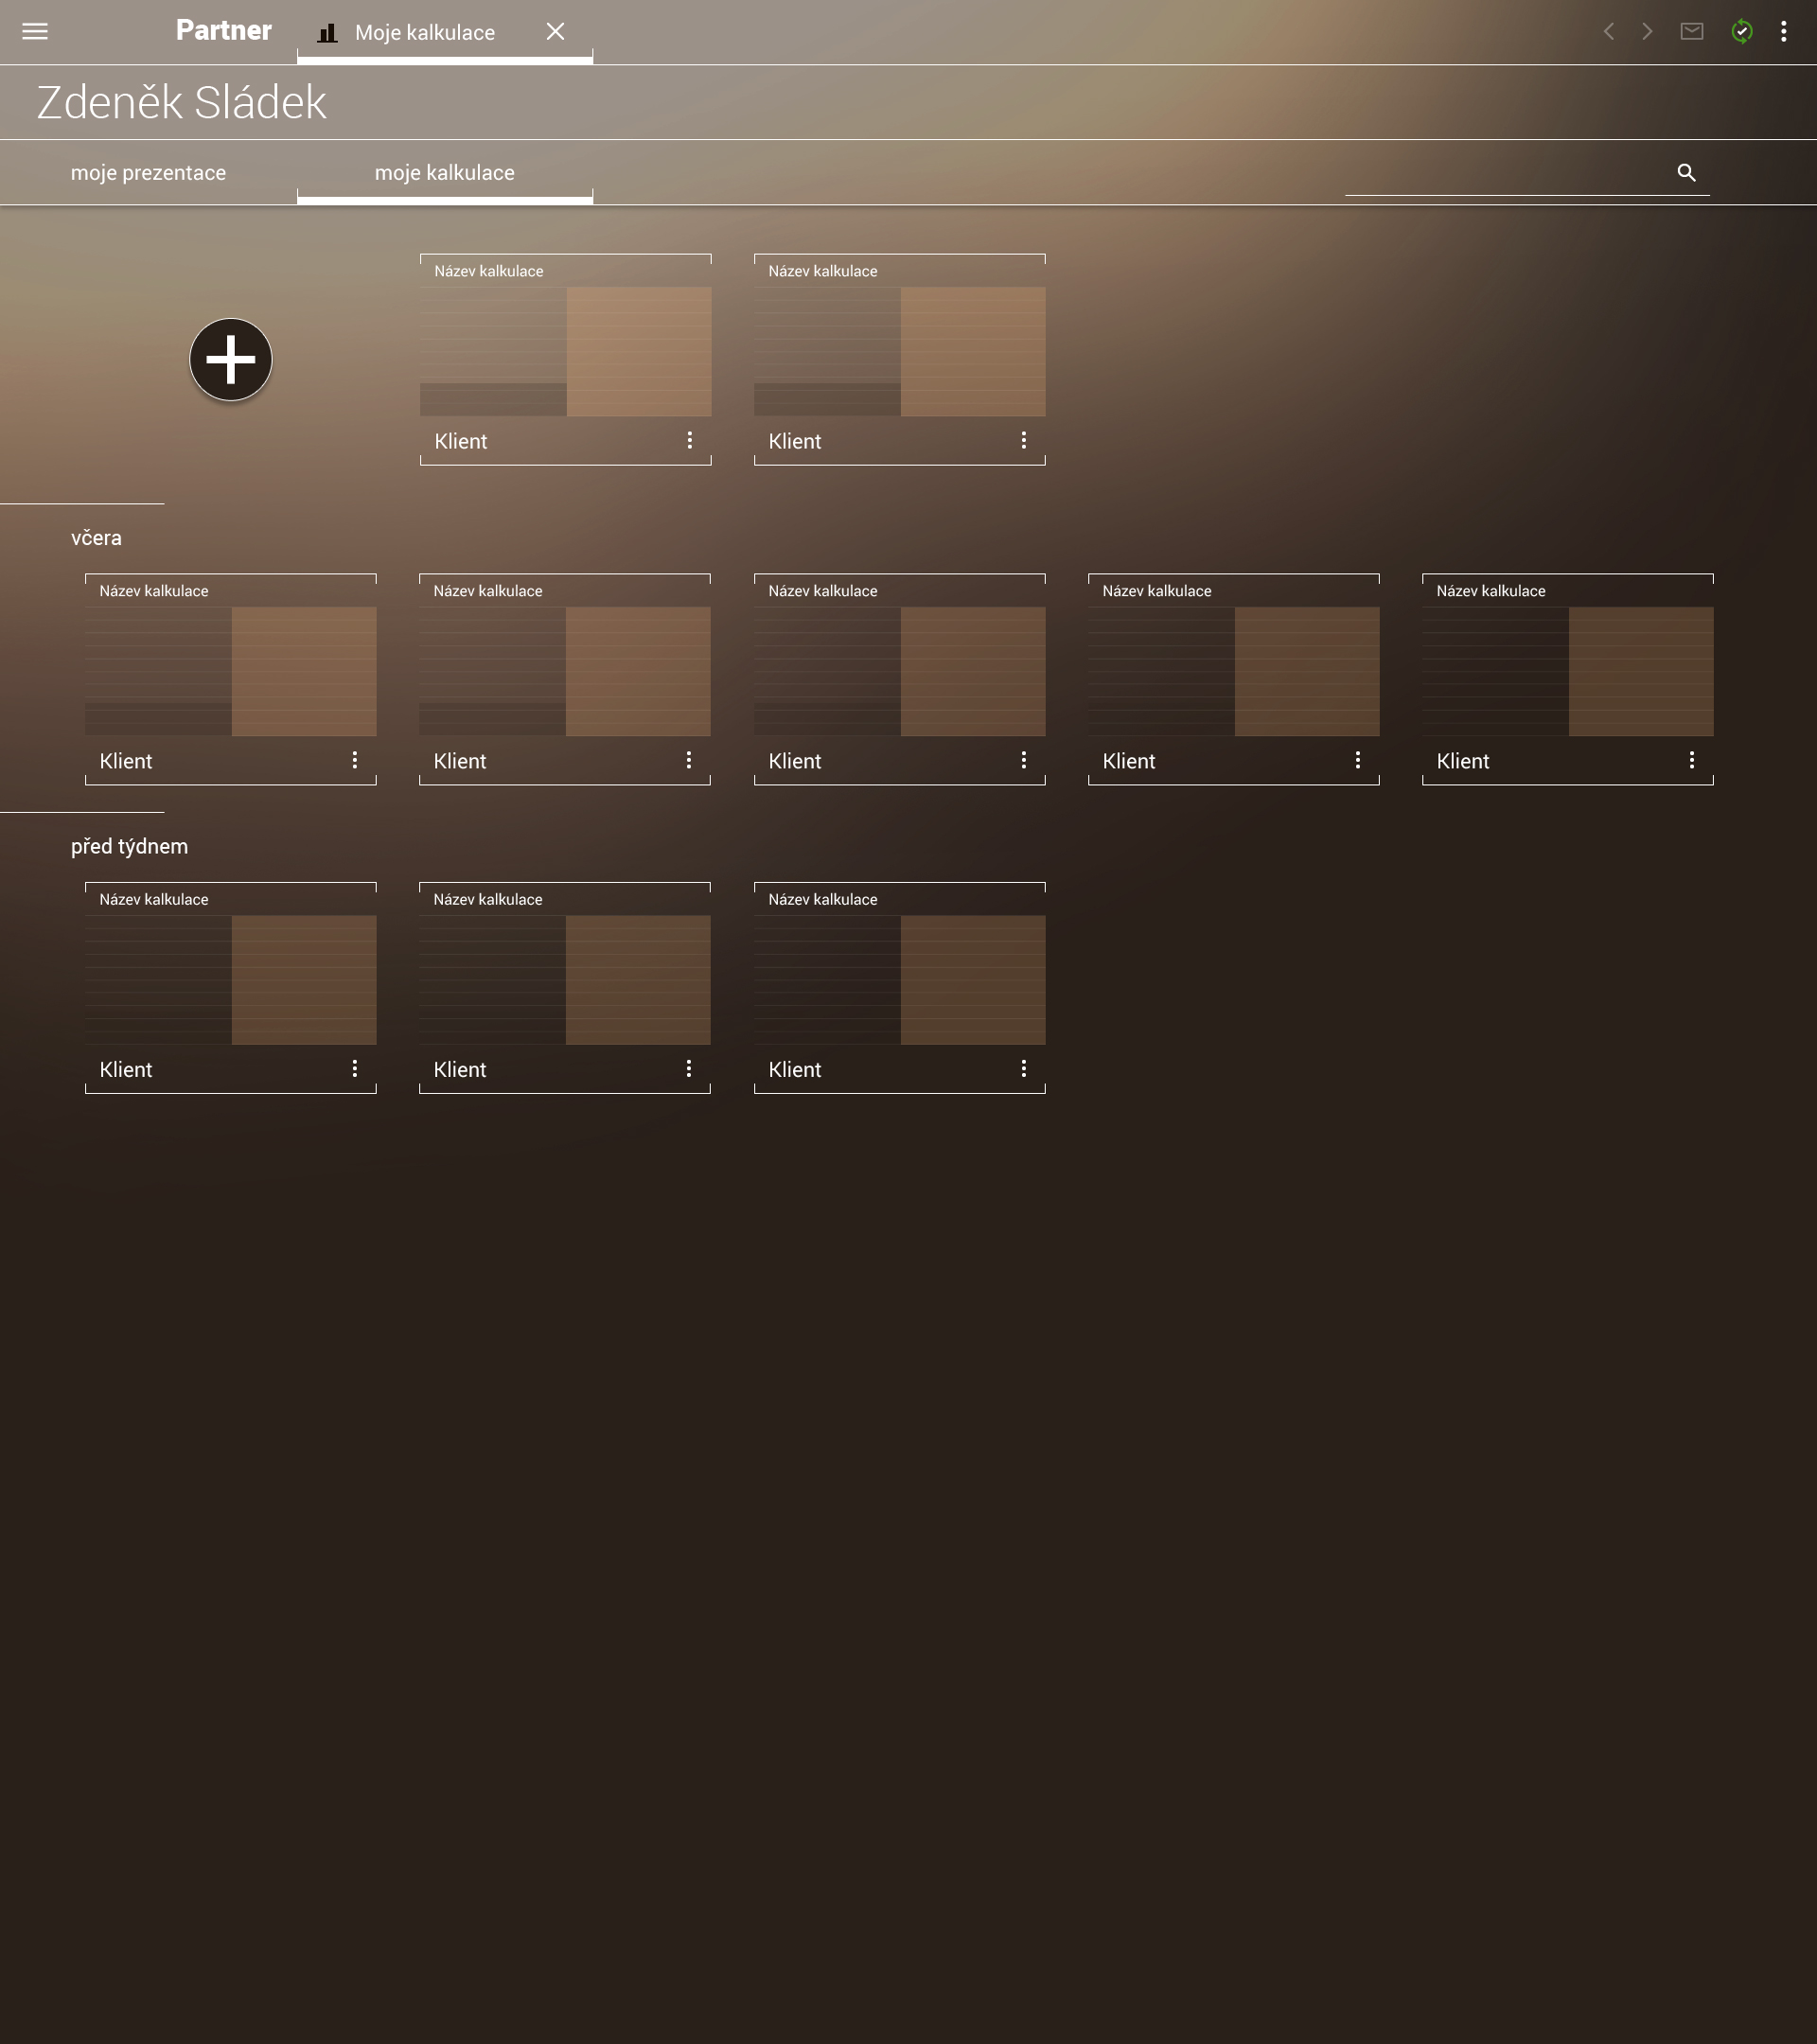 Partner
Moje kalkulace
Zdeněk Sládek
moje prezentace
moje kalkulace
Název kalkulace
Název kalkulace
Klient
Klient
včera
Název kalkulace
Název kalkulace
Název kalkulace
Název kalkulace
Název kalkulace
Klient
Klient
Klient
Klient
Klient
před týdnem
Název kalkulace
Název kalkulace
Název kalkulace
Klient
Klient
Klient